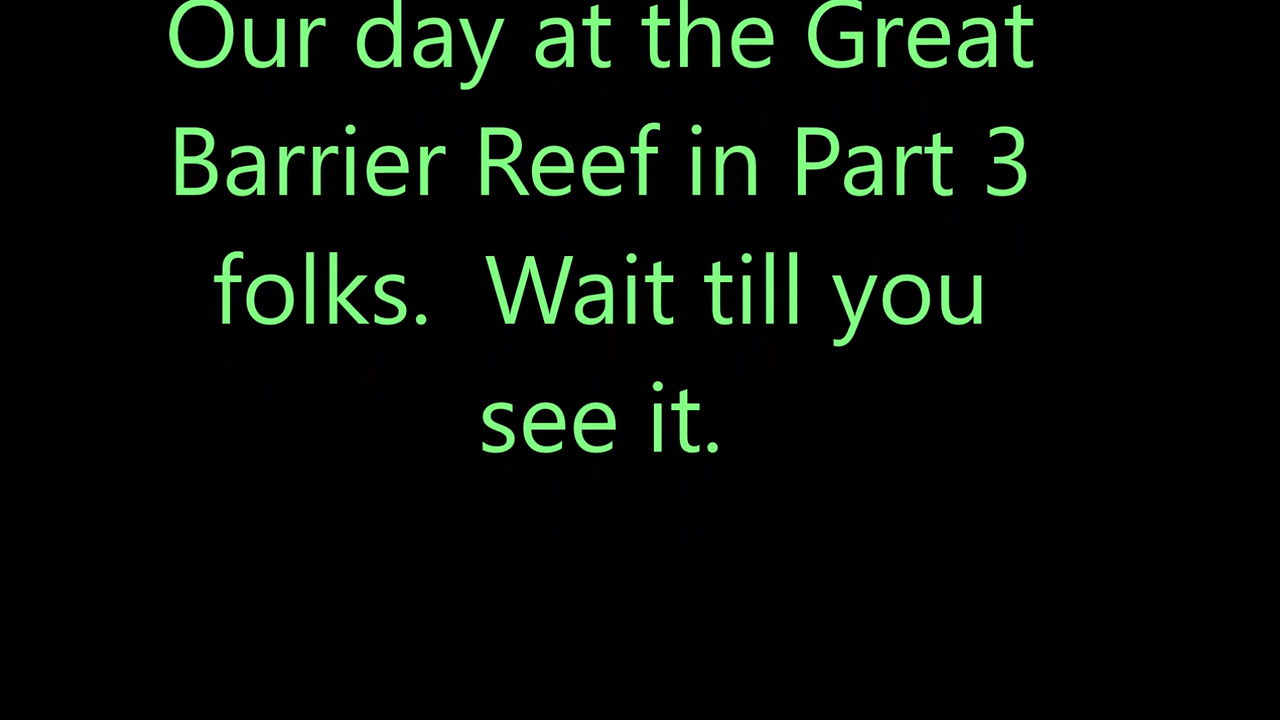 Our day at the Great
Barrier Reef in Part 3
folks.  Wait till you
see it.